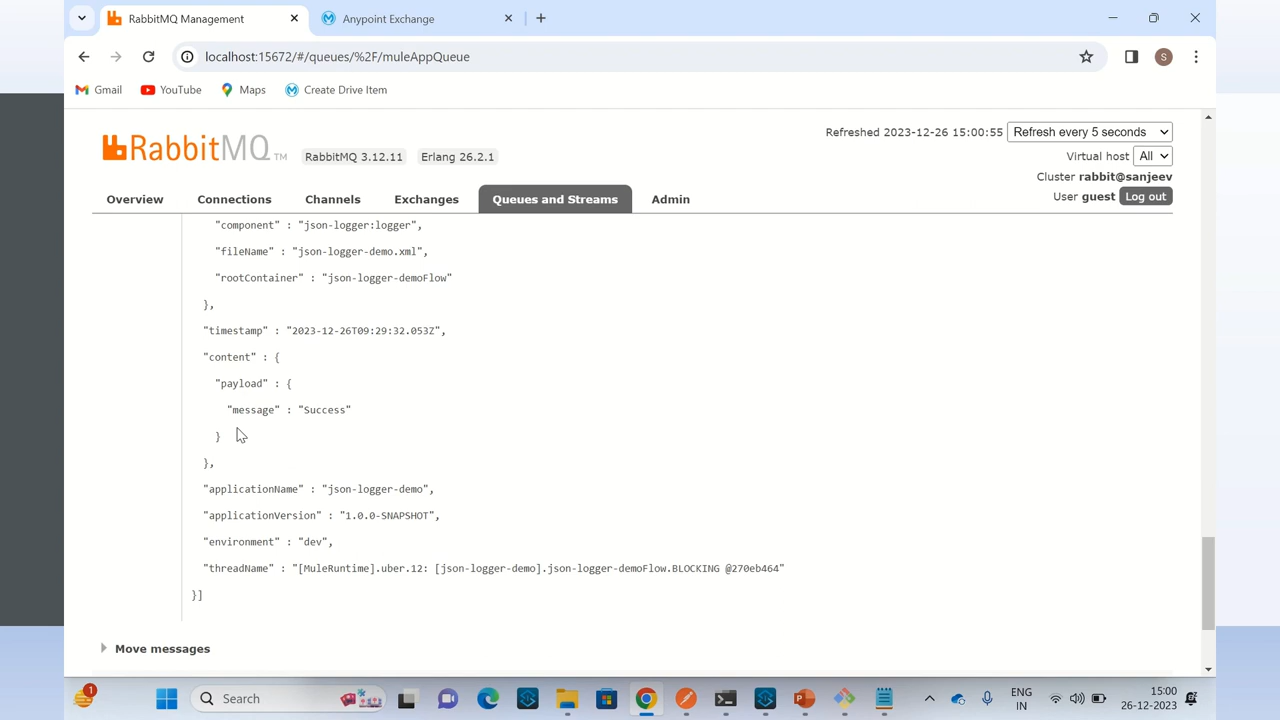 RabbitMQ Management
Anypoint Exchange
localhost:15672/#/queues/%2F/muleAppQueue
S
Gmail
YouTube
Maps
Create Drive Item
RabbitMQ TM
RabbitMQ 3.12.11
Erlang 26.2.1
Refreshed 2023-12-26 15:00:55
Refresh every 5 seconds
Virtual host All
Cluster rabbit@sanjeev
User guest Log out
Overview
Connections
Channels
Exchanges
Queues and Streams
Admin
"component" : "json-logger:logger",
"fileName" : "json-logger-demo.xml",
"rootContainer" : "json-logger-demoFlow"
},
"timestamp" : "2023-12-26T09:29:32.053Z",
"content" : {
"payload" : {
"message" : "Success"
}
},
"applicationName" : "json-logger-demo",
"applicationVersion" : "1.0.0-SNAPSHOT",
"environment" : "dev",
"threadName" : "[MuleRuntime].uber.12: [json-logger-demo].json-logger-demoFlow.BLOCKING @270eb464"
}]
Move messages
1
Search
ENG
IN
15:00
26-12-2023